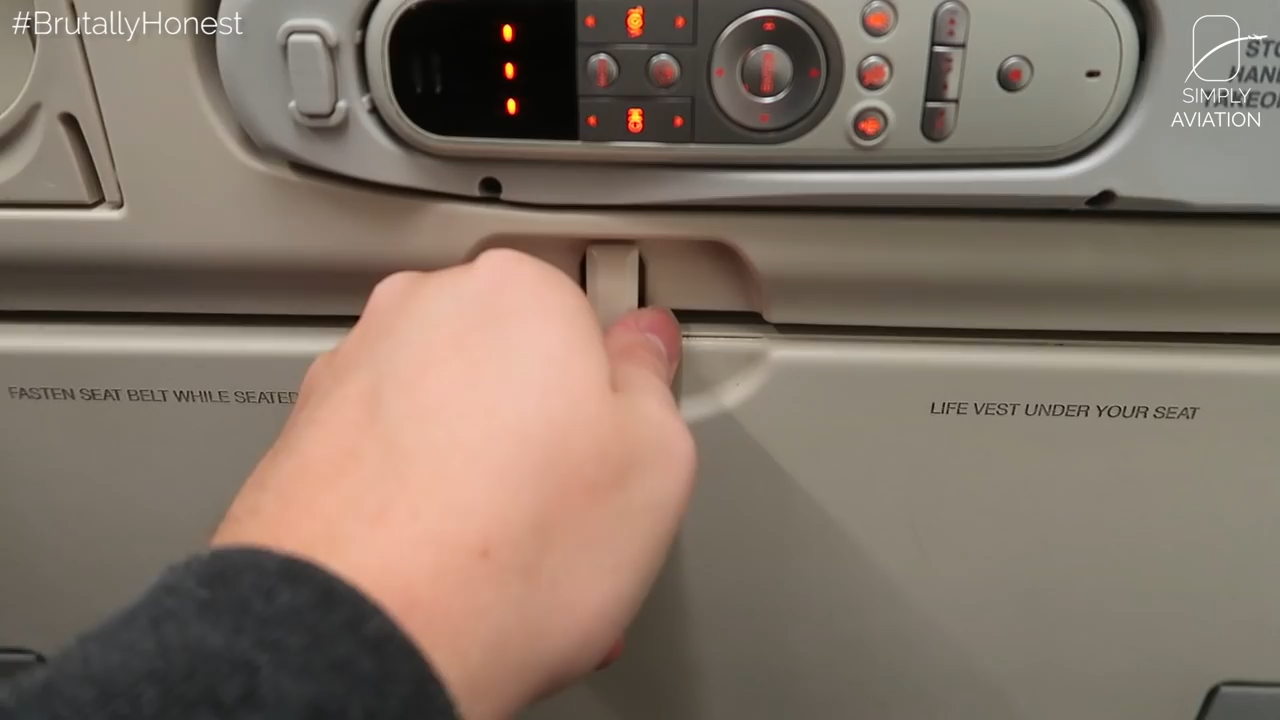 #BrutallyHonest
SIMPLY
AVIATION
FASTEN SEAT BELT WHILE SEATED
LIFE VEST UNDER YOUR SEAT